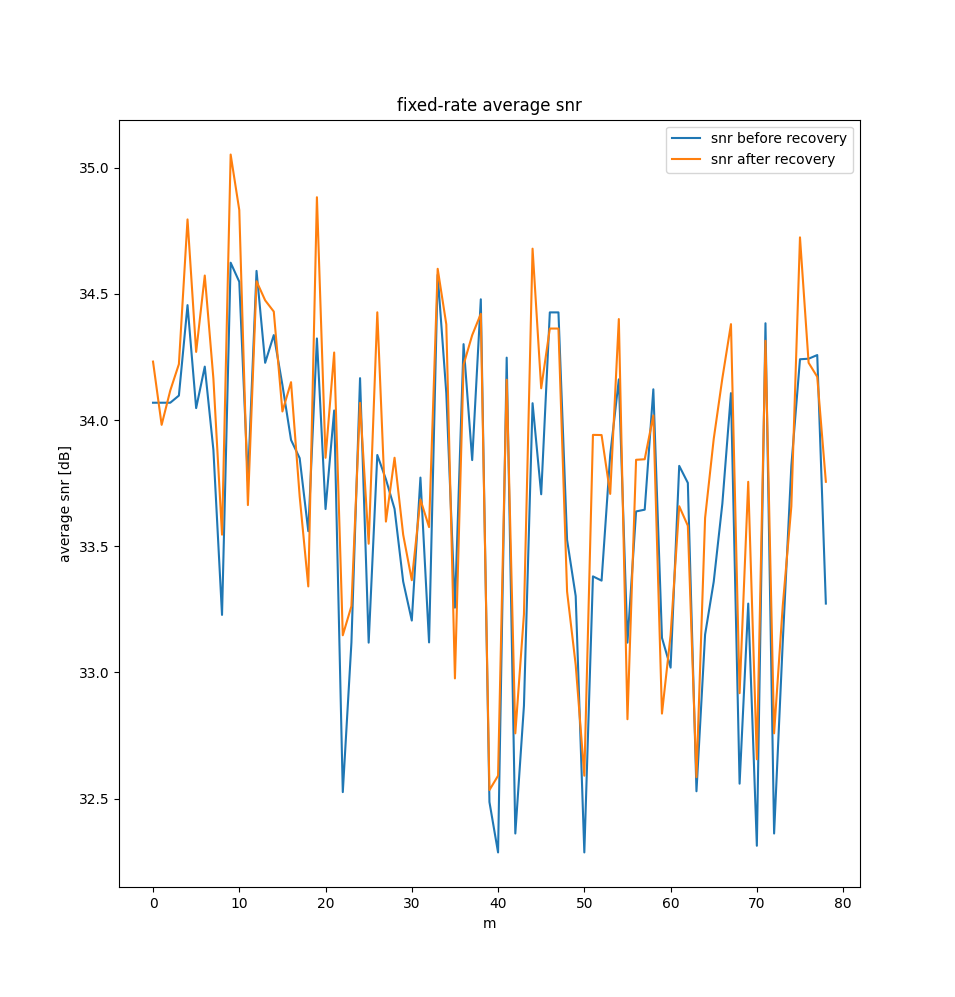 fixed-rate average snr
snr before recovery
snr after recovery
average snr [dB]
35.0
34.5
34.0
33.5
33.0
32.5
0 10 20 30 40 50 60 70 80
m